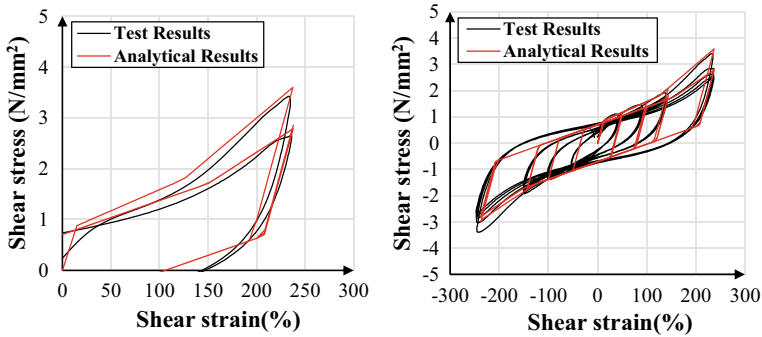 Test Results
Analytical Results
Shear stress (N/mm²)
5
4
3
2
1
0
0 50 100 150 200 250 300
Shear strain(%)
Test Results
Analytical Results
Shear stress (N/mm²)
5
4
3
2
1
0
-1
-2
-3
-4
-5
-300 -200 -100 0 100 200 300
Shear strain(%)